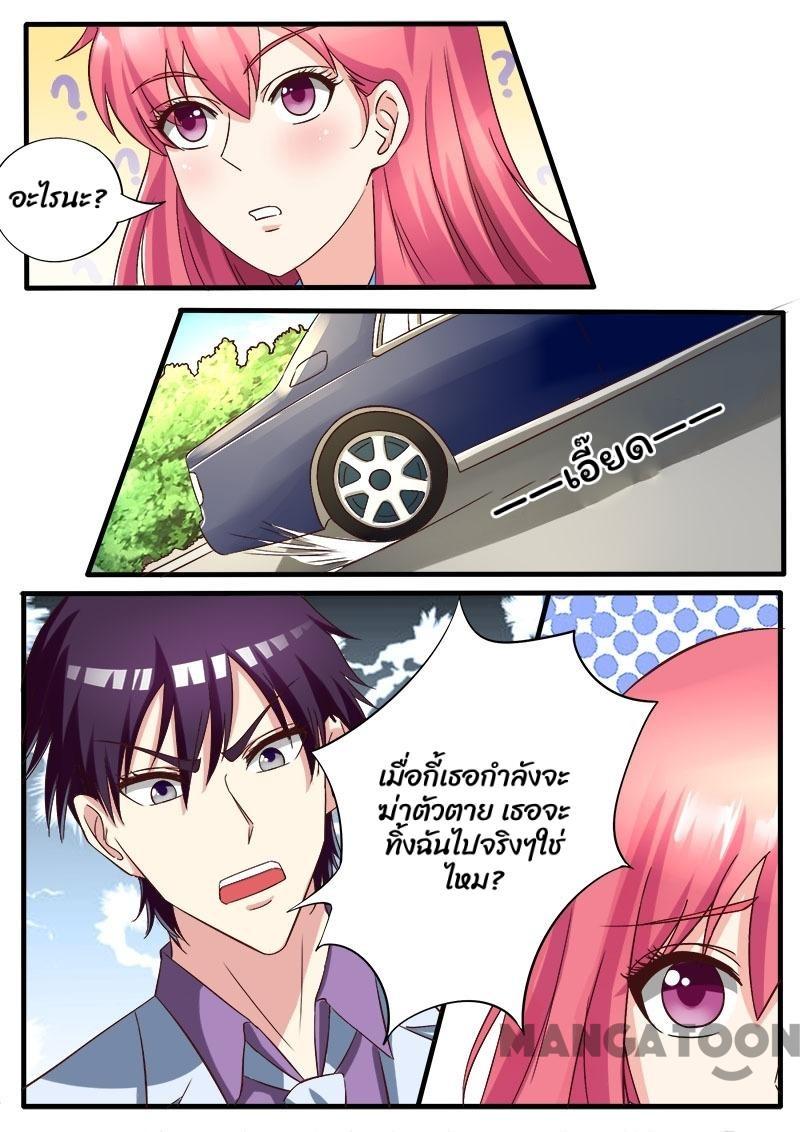 อะไรนะ?
——เอี๊ยด——
เมื่อกี้เธอกำลังจะ
ฆ่าตัวตาย เธอจะ
ทิ้งฉันไปจริงๆใช่
ไหม?
MANGATOON